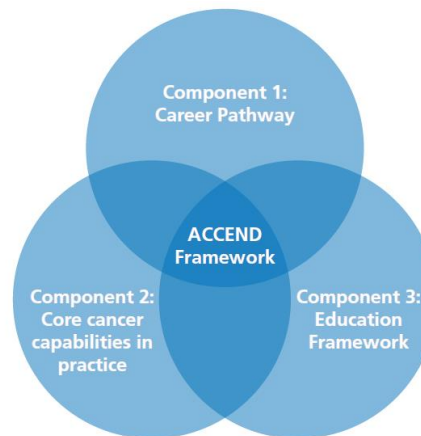 Component 1:
Career Pathway
ACCEND
Framework
Component 2:
Core cancer
capabilities in
practice
Component 3:
Education
Framework